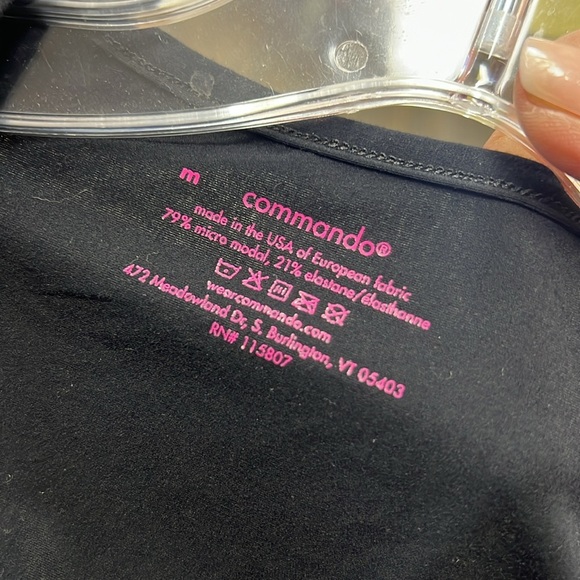 m
commando®
made in the USA of European fabric
79% micro modal, 21% elastane/élasthanne
wearcommando.com
472 Meadowland Dr, S. Burlington, VT 05403
RN# 115807